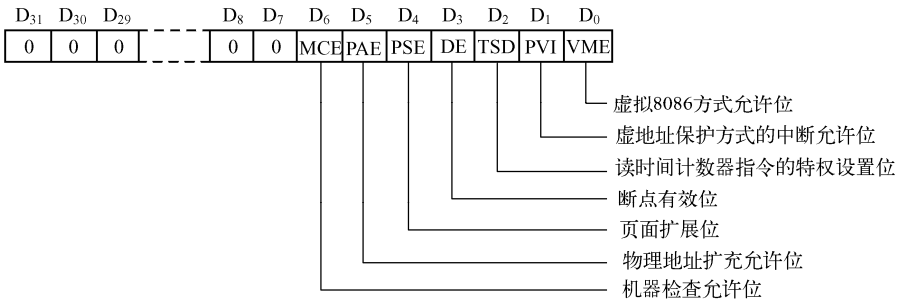 D31 D30 D29 D8 D7 D6 D5 D4 D3 D2 D1 D0
0 0 0 0 0 MCE PAE PSE DE TSD PVI VME
虚拟8086方式允许位
虚地址保护方式的中断允许位
读时间计数器指令的特权设置位
断点有效位
页面扩展位
物理地址扩充允许位
机器检查允许位